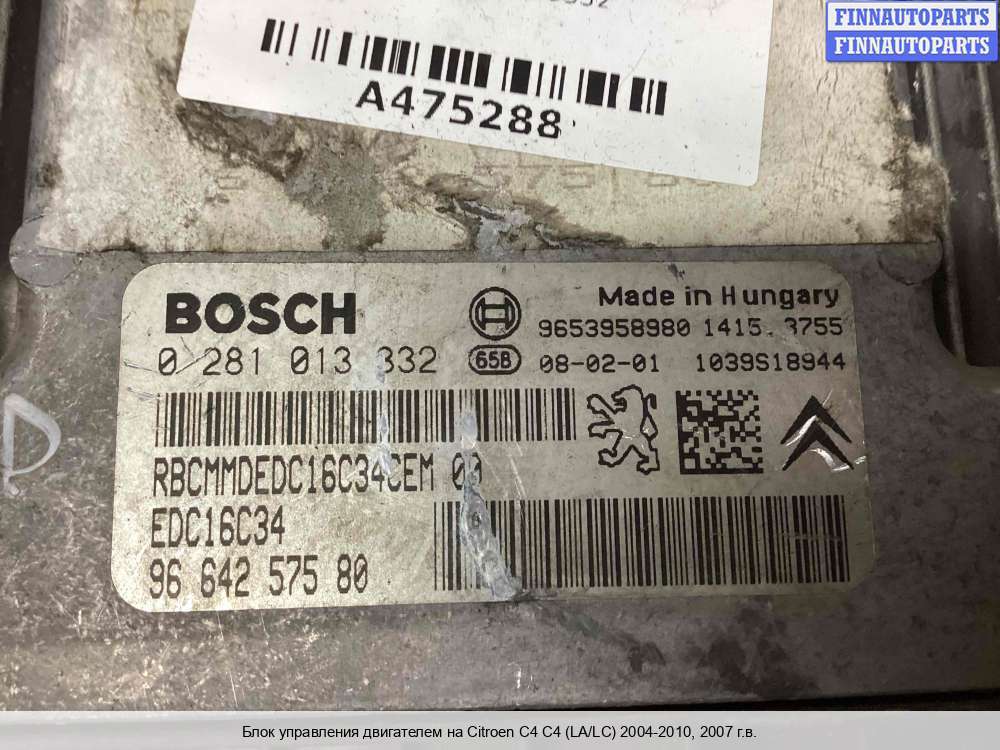 FINNAUTOPARTS
FINNAUTOPARTS
A475288
BOSCH
Made in Hungary
9653958980 1415. 3755
0 281 013 332
65B
08-02-01 1039S18944
RBCMMDEDC16C34CEM 00
EDC16C34
96 642 575 80
Блок управления двигателем на Citroen C4 C4 (LA/LC) 2004-2010, 2007 г.в.